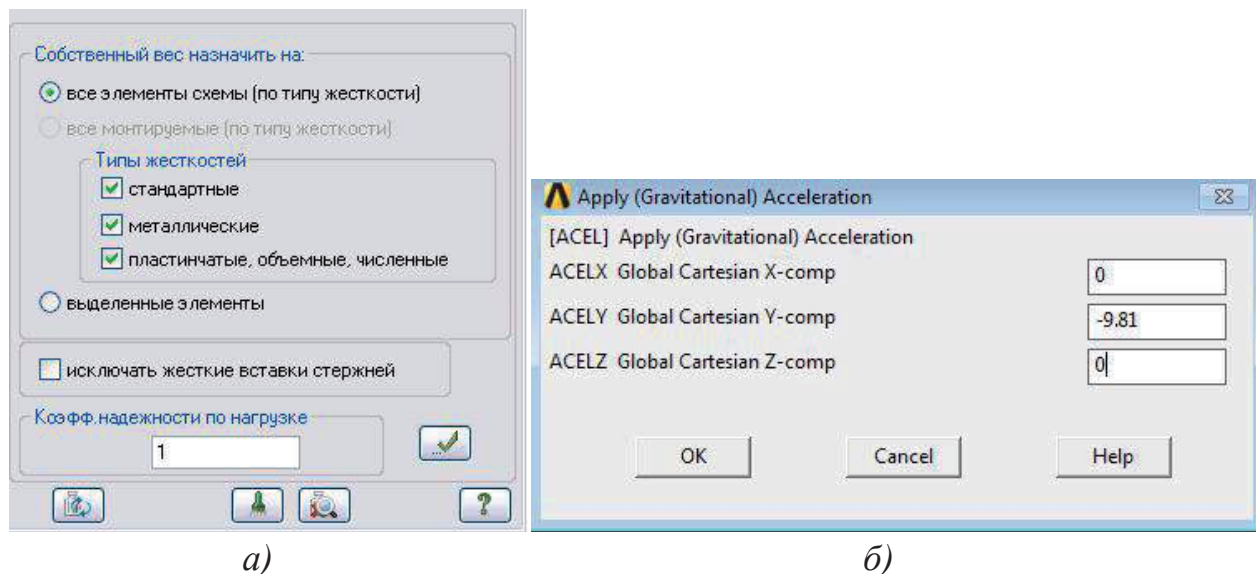 Собственный вес назначить на:
все элементы схемы (по типу жесткости)
все монтируемые (по типу жесткости)
Типы жесткостей
стандартные
металлические
пластинчатые, объемные, численные
выделенные элементы
исключать жесткие вставки стержней
Коэфф.надежности по нагрузке
1
?
а)
Apply (Gravitational) Acceleration
[ACEL] Apply (Gravitational) Acceleration
ACELX Global Cartesian X-comp 0
ACELY Global Cartesian Y-comp -9.81
ACELZ Global Cartesian Z-comp 0
OK Cancel Help
б)